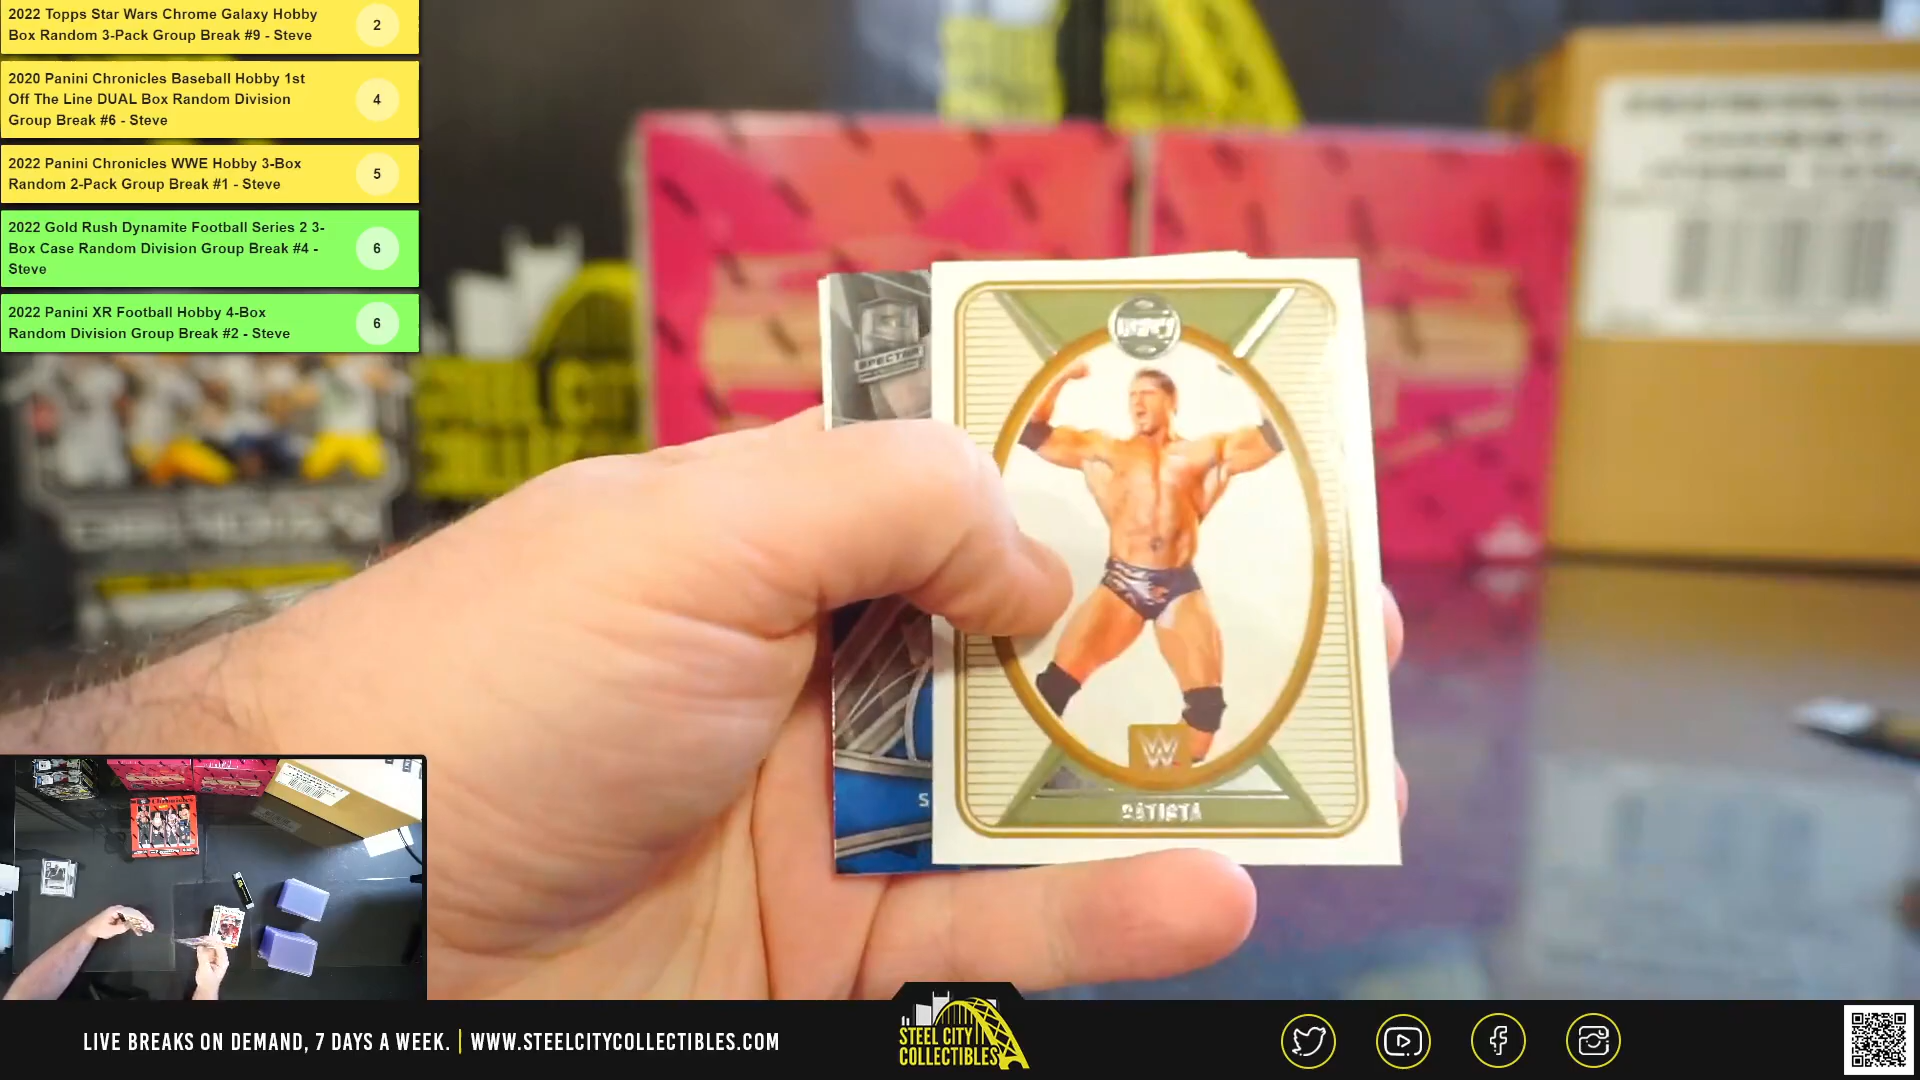 2022 Topps Star Wars Chrome Galaxy Hobby
Box Random 3-Pack Group Break #9 - Steve
2
2020 Panini Chronicles Baseball Hobby 1st
Off The Line DUAL Box Random Division
Group Break #6 - Steve
4
2022 Panini Chronicles WWE Hobby 3-Box
Random 2-Pack Group Break #1 - Steve
5
2022 Gold Rush Dynamite Football Series 2 3-
Box Case Random Division Group Break #4 -
Steve
6
2022 Panini XR Football Hobby 4-Box
Random Division Group Break #2 - Steve
6
SPECTRA
W
BATISTA
Chronicles
LIVE BREAKS ON DEMAND, 7 DAYS A WEEK. | WWW.STEELCITYCOLLECTIBLES.COM
STEEL CITY
COLLECTIBLES